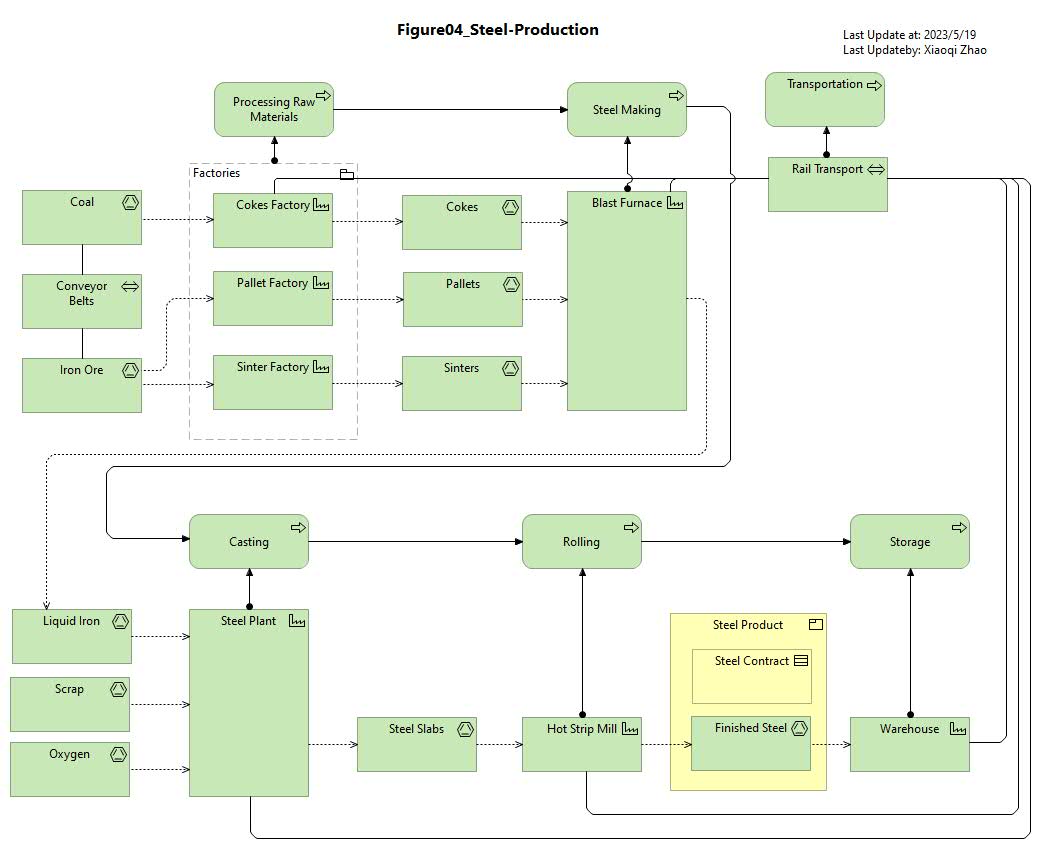 Figure04_Steel-Production
Last Update at: 2023/5/19
Last Updateby: Xiaoqi Zhao
Processing Raw
Materials
Steel Making
Transportation
Factories
Rail Transport
Coal
Cokes Factory
Cokes
Blast Furnace
Conveyor
Belts
Pallet Factory
Pallets
Iron Ore
Sinter Factory
Sinters
Casting
Rolling
Storage
Liquid Iron
Steel Plant
Steel Product
Steel Contract
Scrap
Steel Slabs
Hot Strip Mill
Finished Steel
Warehouse
Oxygen